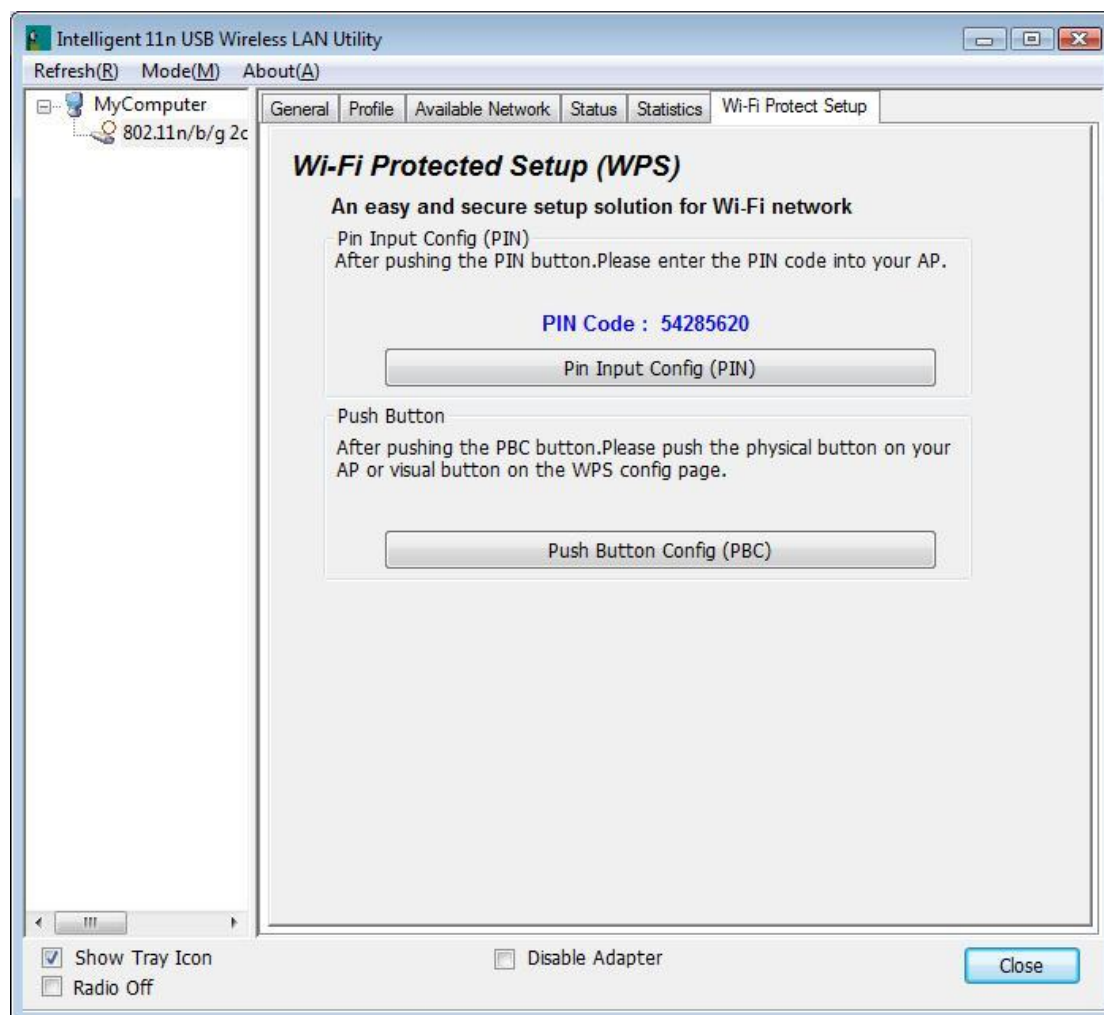 Intelligent 11n USB Wireless LAN Utility
Refresh(R) Mode(M) About(A)
MyComputer
802.11n/b/g 2c
General Profile Available Network Status Statistics Wi-Fi Protect Setup
Wi-Fi Protected Setup (WPS)
An easy and secure setup solution for Wi-Fi network
Pin Input Config (PIN)
After pushing the PIN button.Please enter the PIN code into your AP.
PIN Code : 54285620
Pin Input Config (PIN)
Push Button
After pushing the PBC button.Please push the physical button on your
AP or visual button on the WPS config page.
Push Button Config (PBC)
Show Tray Icon
Radio Off
Disable Adapter
Close